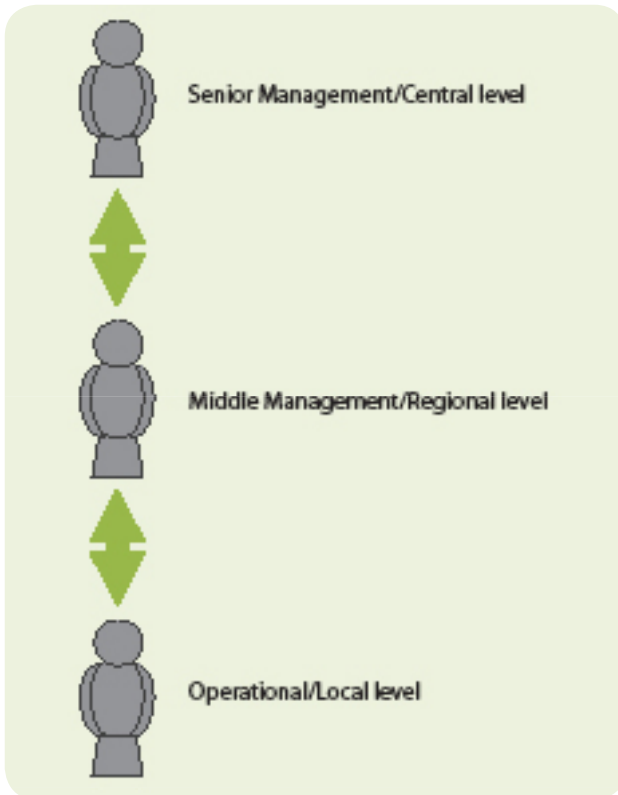 Senior Management/Central level
Middle Management/Regional level
Operational/Local level